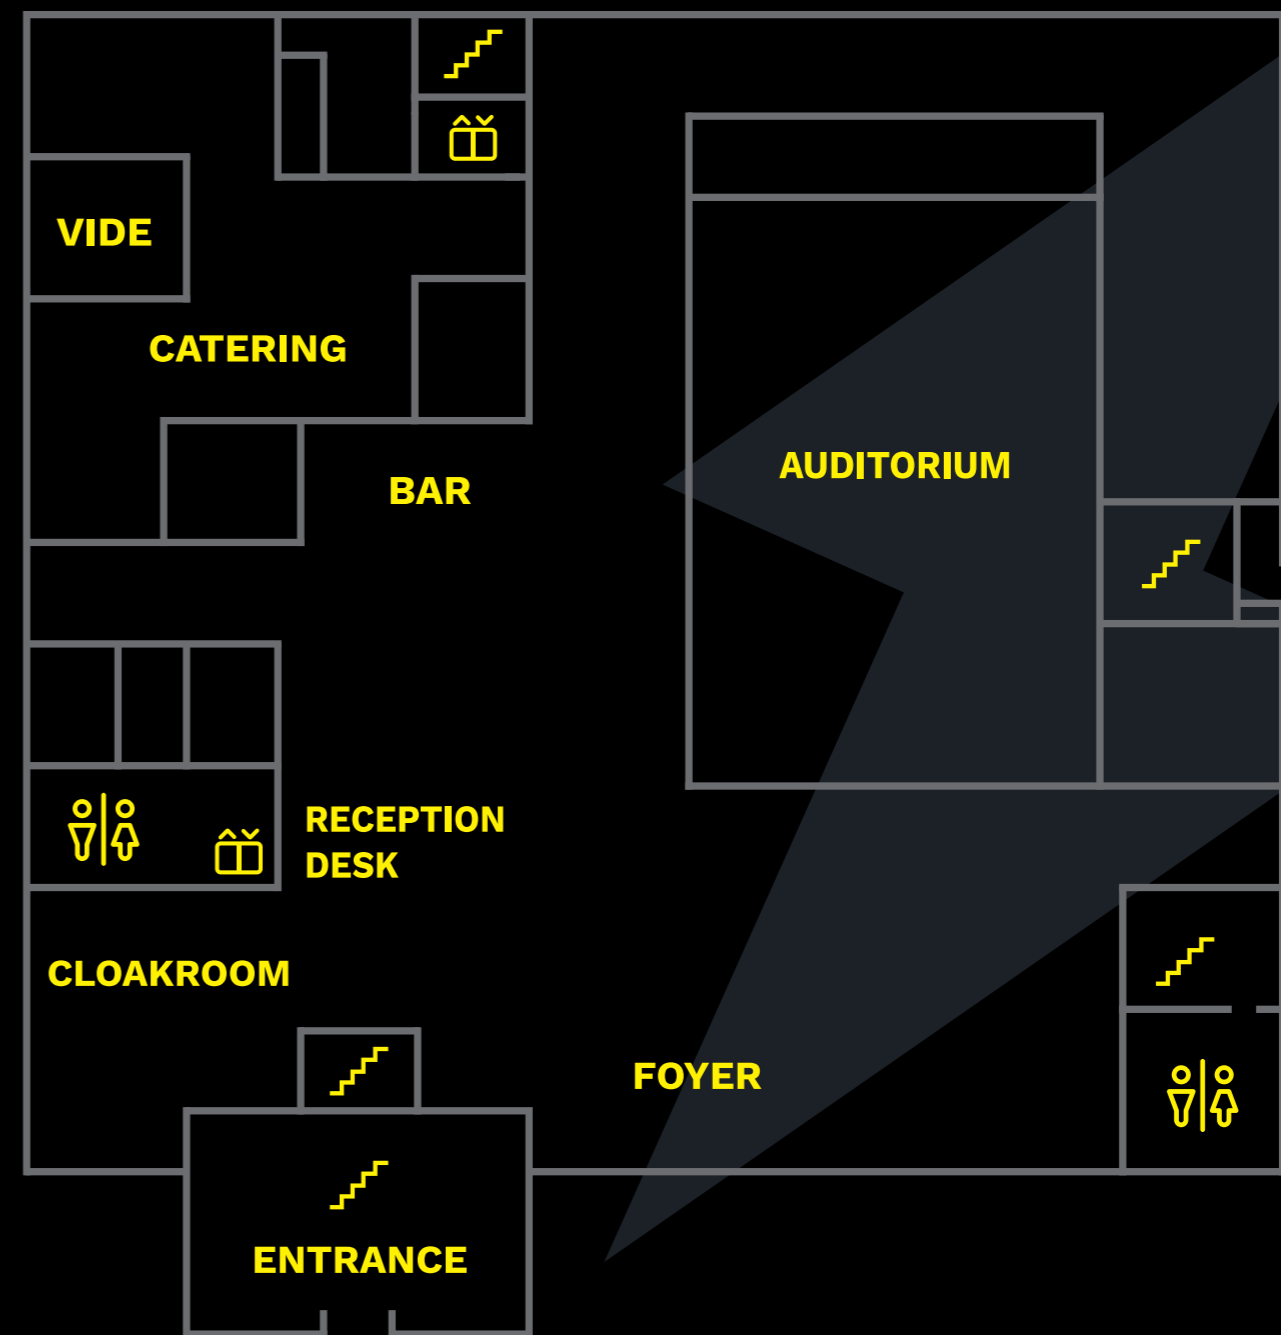 VIDE
CATERING
BAR
AUDITORIUM
RECEPTION
DESK
CLOAKROOM
FOYER
ENTRANCE